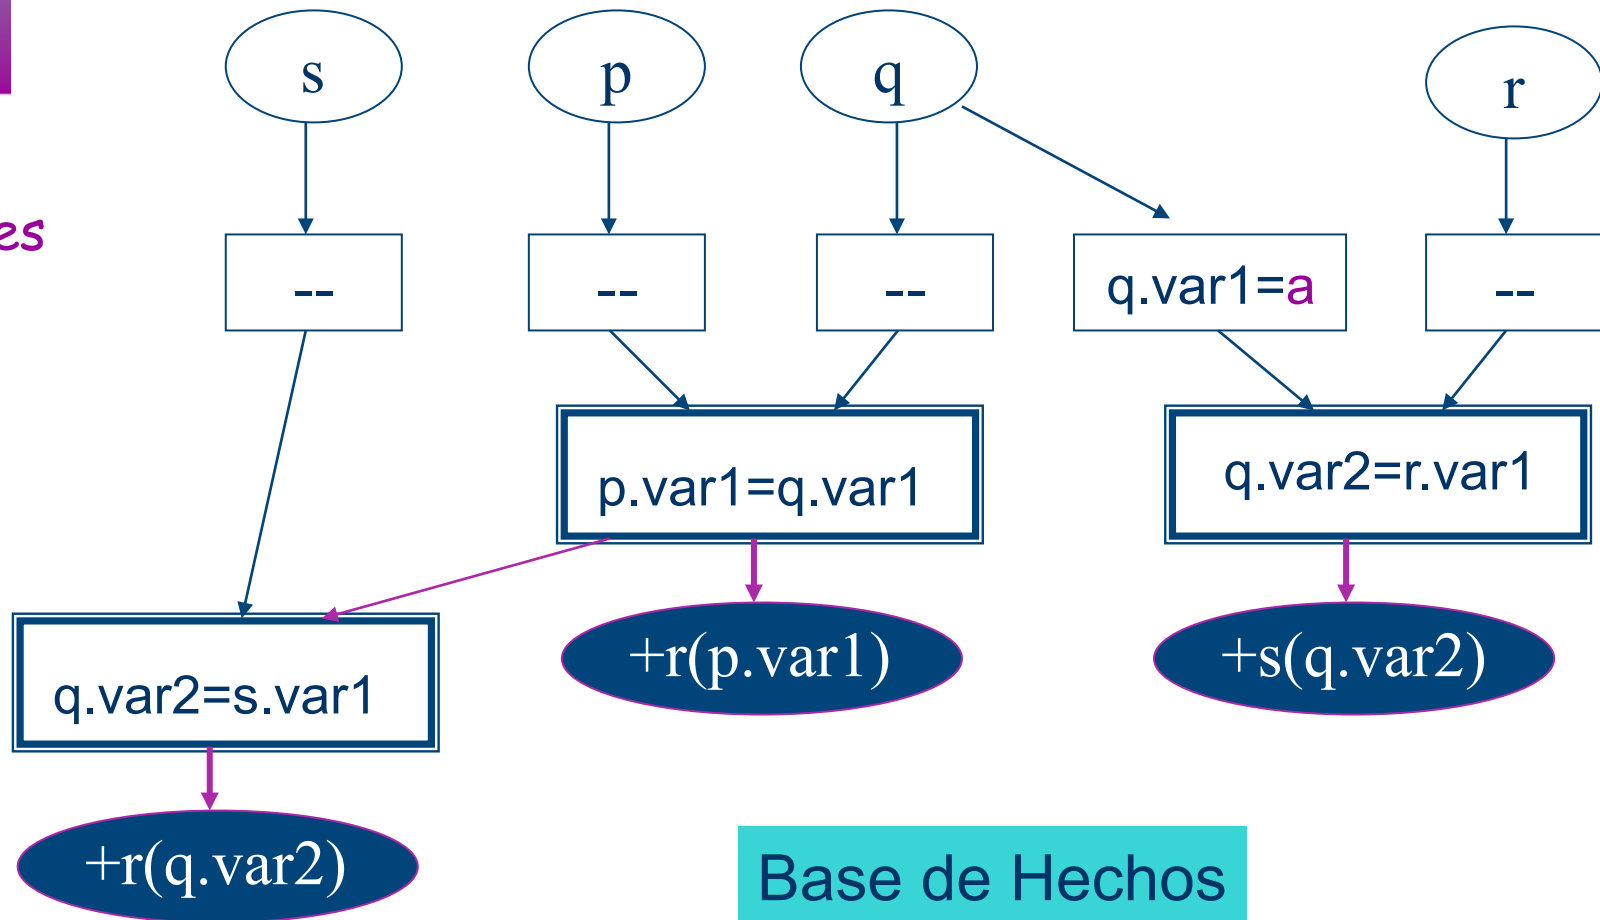 s
p
q
r
es
--
--
--
q.var1=a
--
p.var1=q.var1
q.var2=r.var1
q.var2=s.var1
+r(p.var1)
+s(q.var2)
+r(q.var2)
Base de Hechos